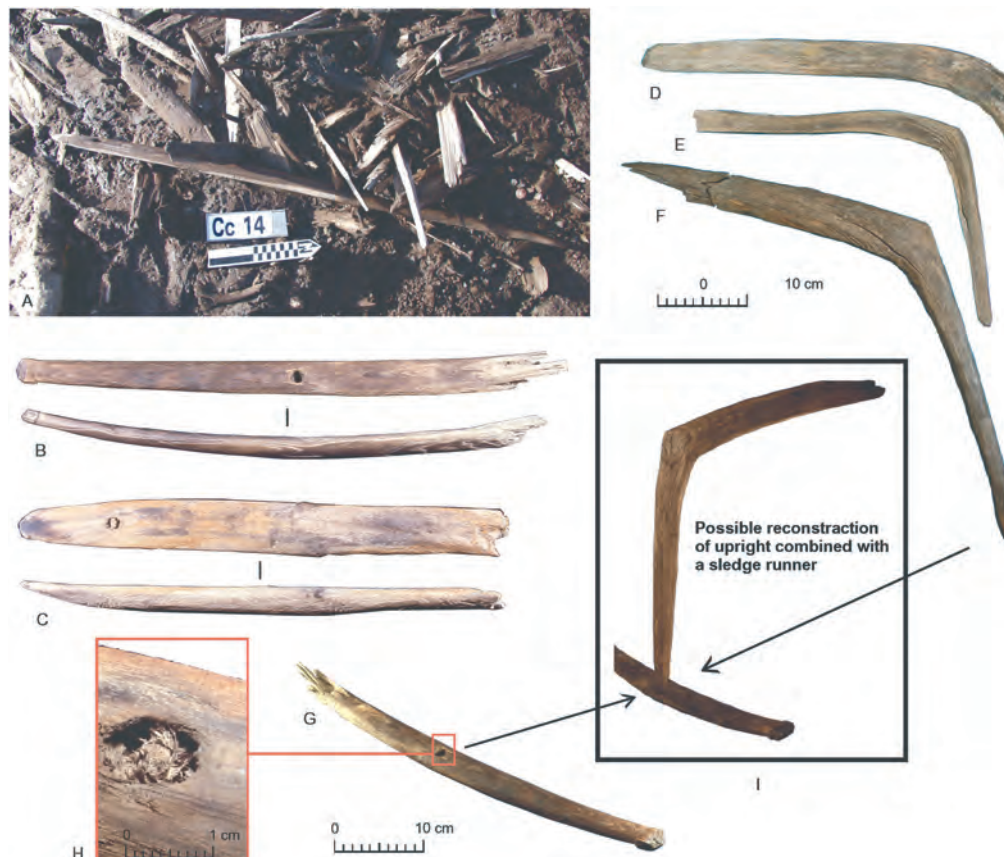 Cc 14
N
A
D
E
F
0 10 cm
B
C
Possible reconstraction
of upright combined with
a sledge runner
G
H
0 1 cm
0 10 cm
I